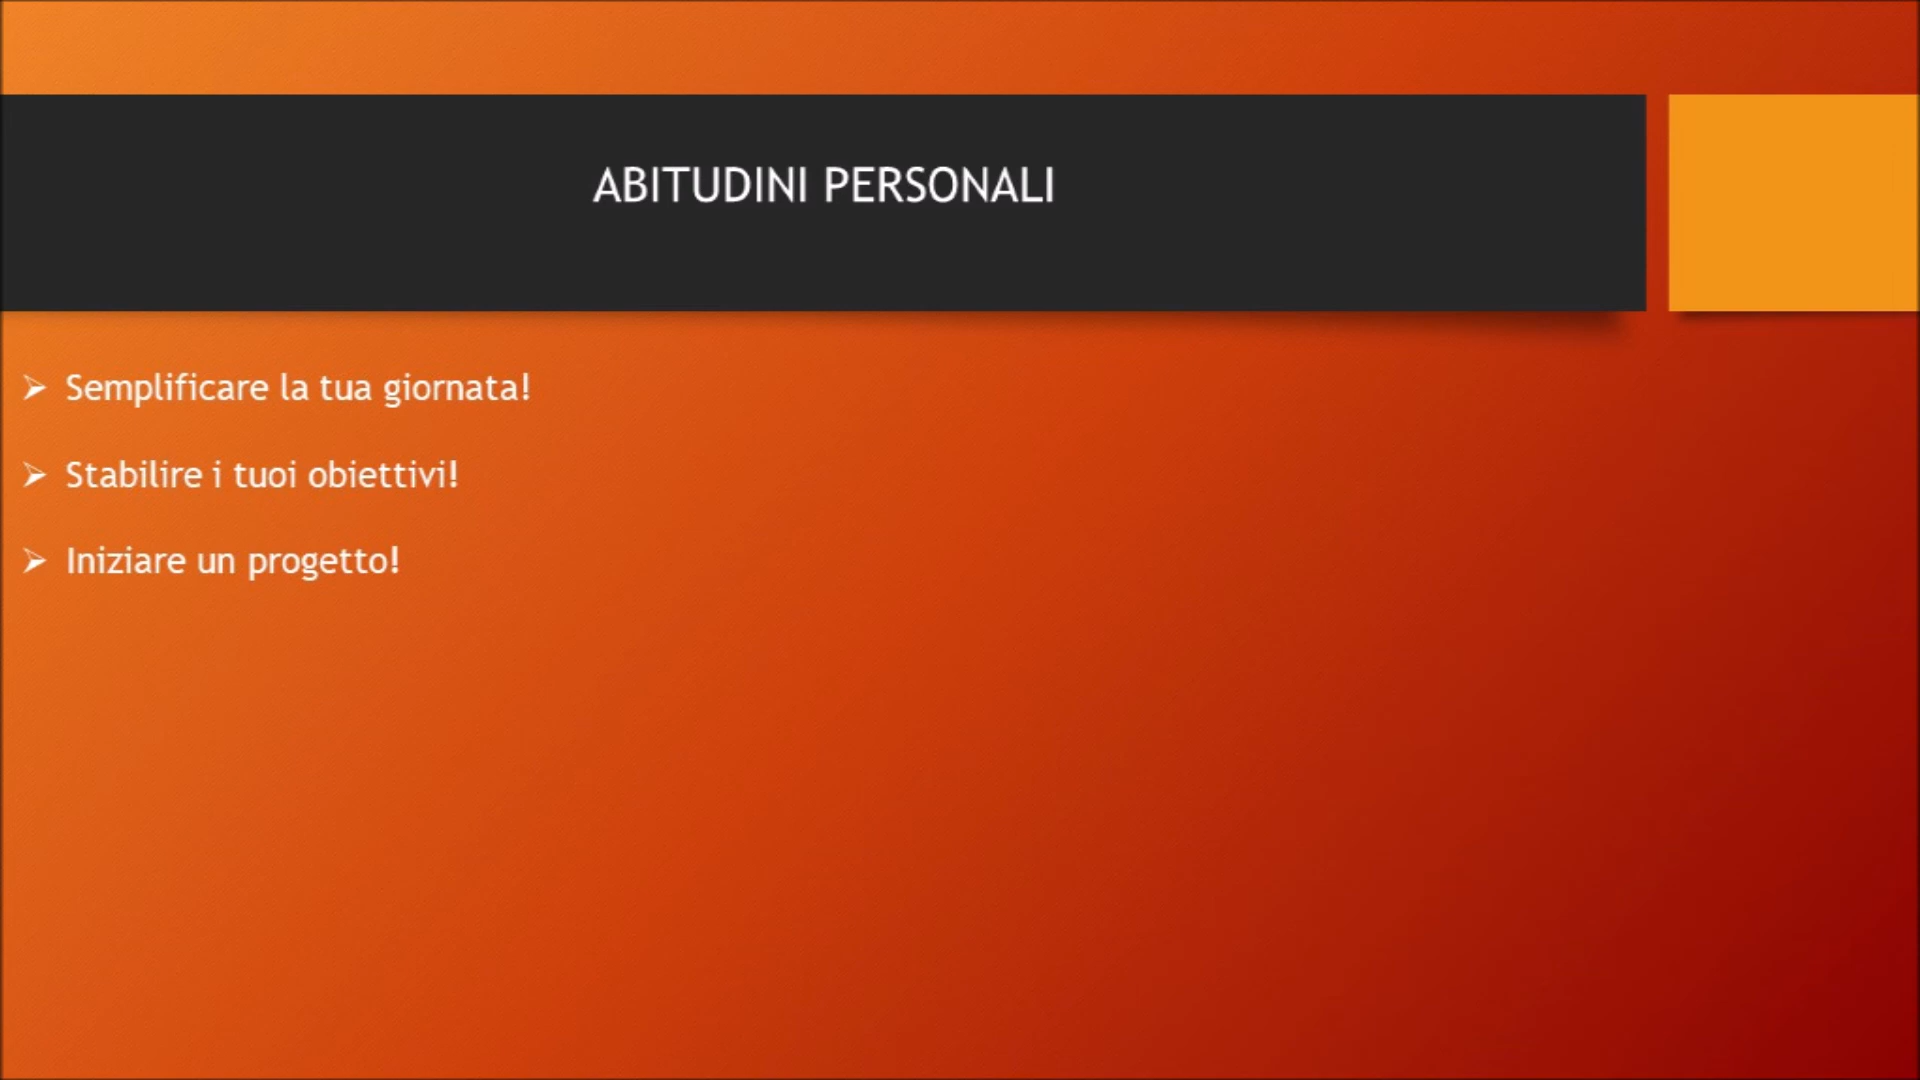 ABITUDINI PERSONALI
➢ Semplificare la tua giornata!
➢ Stabilire i tuoi obiettivi!
➢ Iniziare un progetto!